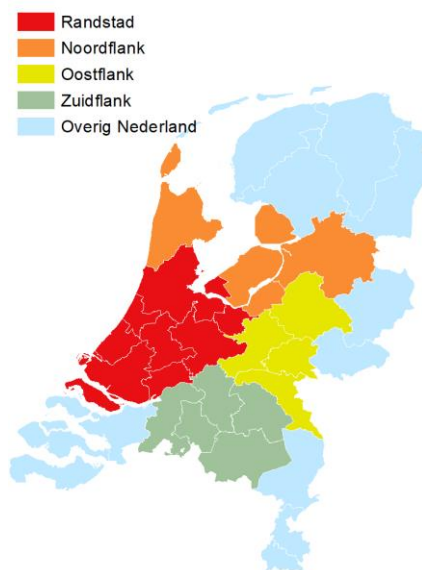 Randstad
Noordflank
Oostflank
Zuidflank
Overig Nederland